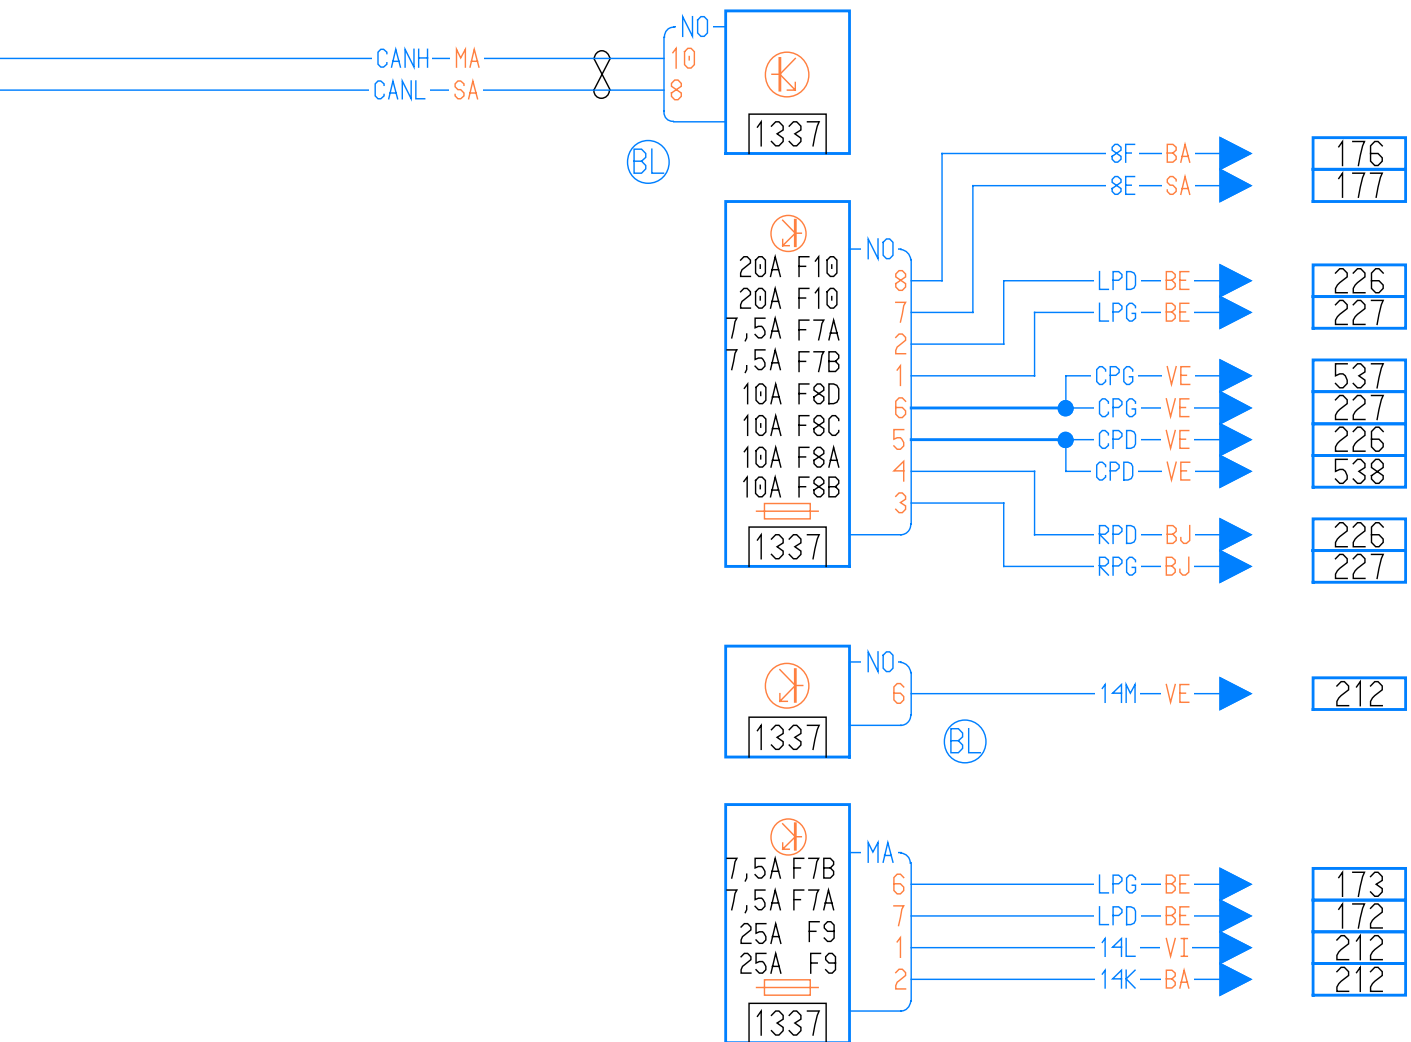 NO
CANH MA 10
CANL SA 8
1337
BL
8F BA 176
8E SA 177
NO
20A F10
8 LPD BE 226
20A F10
7 LPG BE 227
7,5A F7A
2
7,5A F7B
1 CPG VE 537
10A F8D
6 CPG VE 227
10A F8C
5 CPD VE 226
10A F8A
4 CPD VE 538
10A F8B
3
1337
RPD BJ 226
RPG BJ 227
NO
6 14M VE 212
1337
BL
MA
7,5A F7B
6 LPG BE 173
7,5A F7A
7 LPD BE 172
25A F9
1 14L VI 212
25A F9
2 14K BA 212
1337